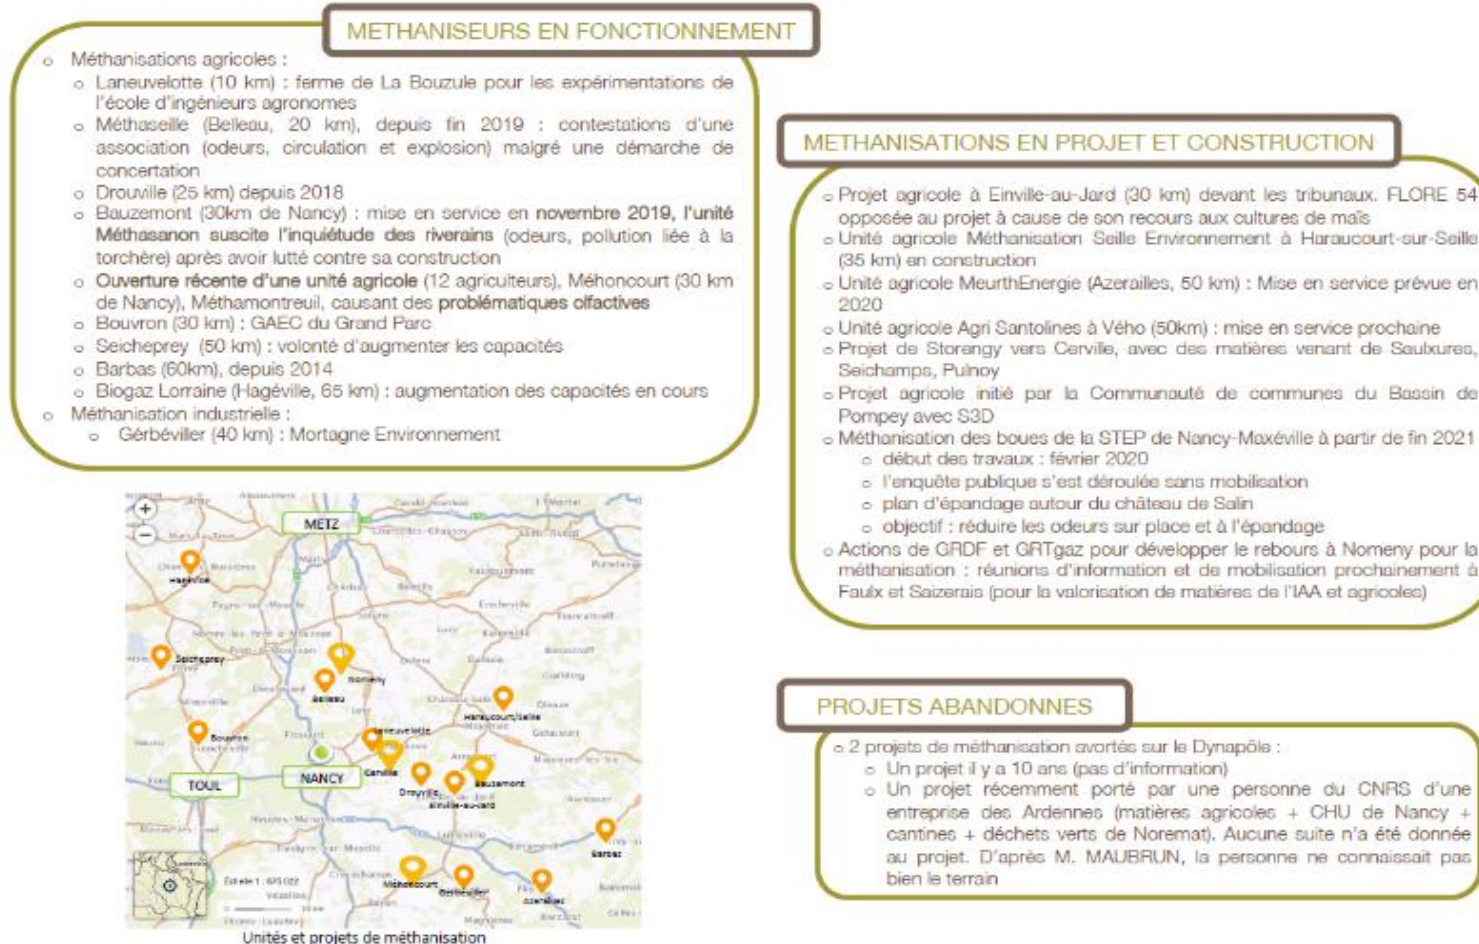 METHANISEURS EN FONCTIONNEMENT
o Méthanisations agricoles :
o Laneuvelotte (10 km) : ferme de La Bouzule pour les expérimentations de
l'école d'ingénieurs agronomes
o Méthaseille (Belleau, 20 km), depuis fin 2019 : contestations d'une
association (odeurs, circulation et explosion) malgré une démarche de
concertation
o Drouville (25 km) depuis 2018
o Bauzemont (30km de Nancy) : mise en service en novembre 2019, l'unité
Méthasanon suscite l'inquiétude des riverains (odeurs, pollution liée à la
torchère) après avoir lutté contre sa construction
o Ouverture récente d'une unité agricole (12 agriculteurs), Méhoncourt (30 km
de Nancy), Méthamontreuil, causant des problématiques olfactives
o Bouvron (30 km) : GAEC du Grand Parc
o Seicheprey (50 km) : volonté d'augmenter les capacités
o Barbas (60km), depuis 2014
o Biogaz Lorraine (Hagéville, 65 km) : augmentation des capacités en cours
o Méthanisation industrielle :
o Gérbéviller (40 km) : Mortagne Environnement
METHANISATIONS EN PROJET ET CONSTRUCTION
o Projet agricole à Einville-au-Jard (30 km) devant les tribunaux. FLORE 54
opposée au projet à cause de son recours aux cultures de maïs
o Unité agricole Méthanisation Seille Environnement à Haraucourt-sur-Seille
(35 km) en construction
o Unité agricole MeurthEnergie (Azerailles, 50 km) : Mise en service prévue en
2020
o Unité agricole Agri Santolines à Vého (50km) : mise en service prochaine
o Projet de Storengy vers Cerville, avec des matières venant de Saulxures,
Seichamps, Pulnoy
o Projet agricole initié par la Communauté de communes du Bassin de
Pompey avec S3D
o Méthanisation des boues de la STEP de Nancy-Maxéville à partir de fin 2021
o début des travaux : février 2020
o l'enquête publique s'est déroulée sans mobilisation
o plan d'épandage autour du château de Salin
o objectif : réduire les odeurs sur place et à l'épandage
o Actions de GRDF et GRTgaz pour développer le rebours à Nomeny pour la
méthanisation : réunions d'information et de mobilisation prochainement à
Faulx et Saizerais (pour la valorisation de matières de l'IAA et agricoles)
PROJETS ABANDONNES
o 2 projets de méthanisation avortés sur le Dynapôle :
o Un projet il y a 10 ans (pas d'information)
o Un projet récemment porté par une personne du CNRS d'une
entreprise des Ardennes (matières agricoles + CHU de Nancy +
cantines + déchets verts de Noremat). Aucune suite n'a été donnée
au projet. D'après M. MAUBRUN, la personne ne connaissait pas
bien le terrain
+
−
METZ
Hagéville
Seicheprey
Nomeny
Belleau
Haraucourt/Seille
Bouvron
Laneuvelotte
Cerville
TOUL
NANCY
Drouville
Bauzemont
Einville-au-Jard
Barbas
Méhoncourt
Gerbéviller
Azerailles
Unités et projets de méthanisation